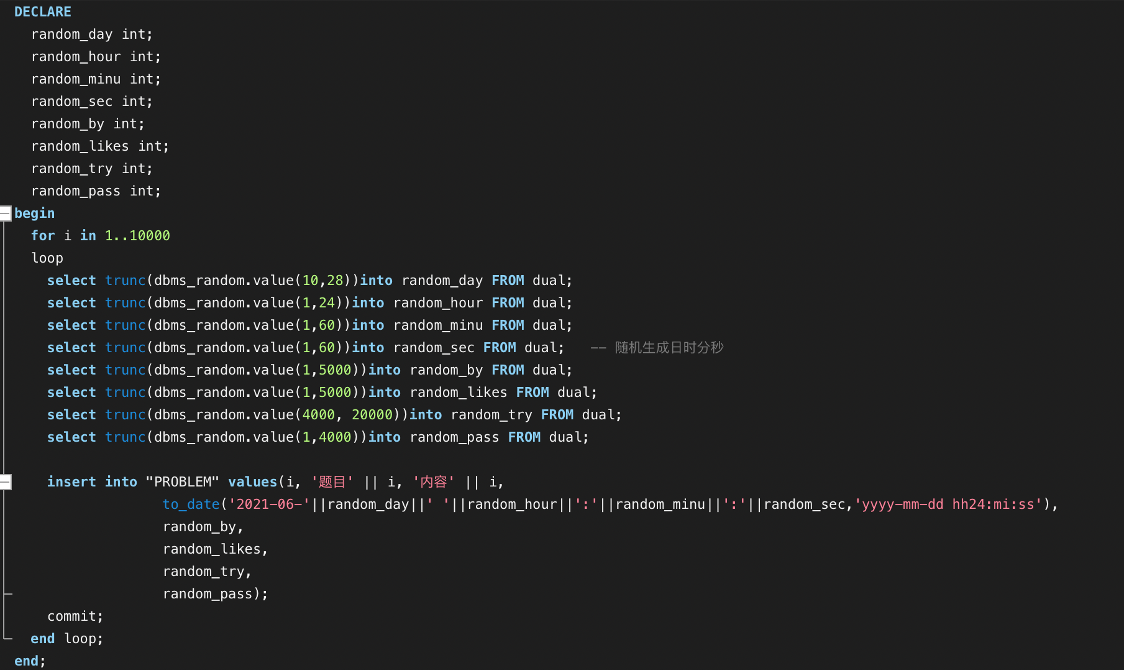 DECLARE
random_day int;
random_hour int;
random_minu int;
random_sec int;
random_by int;
random_likes int;
random_try int;
random_pass int;
begin
for i in 1..10000
loop
select trunc(dbms_random.value(10,28))into random_day FROM dual;
select trunc(dbms_random.value(1,24))into random_hour FROM dual;
select trunc(dbms_random.value(1,60))into random_minu FROM dual;
select trunc(dbms_random.value(1,60))into random_sec FROM dual;   -- 随机生成日时分秒
select trunc(dbms_random.value(1,5000))into random_by FROM dual;
select trunc(dbms_random.value(1,5000))into random_likes FROM dual;
select trunc(dbms_random.value(4000, 20000))into random_try FROM dual;
select trunc(dbms_random.value(1,4000))into random_pass FROM dual;
insert into "PROBLEM" values(i, '题目' || i, '内容' || i,
to_date('2021-06-'||random_day||' '||random_hour||':'||random_minu||':'||random_sec,'yyyy-mm-dd hh24:mi:ss'),
random_by,
random_likes,
random_try,
random_pass);
commit;
end loop;
end;